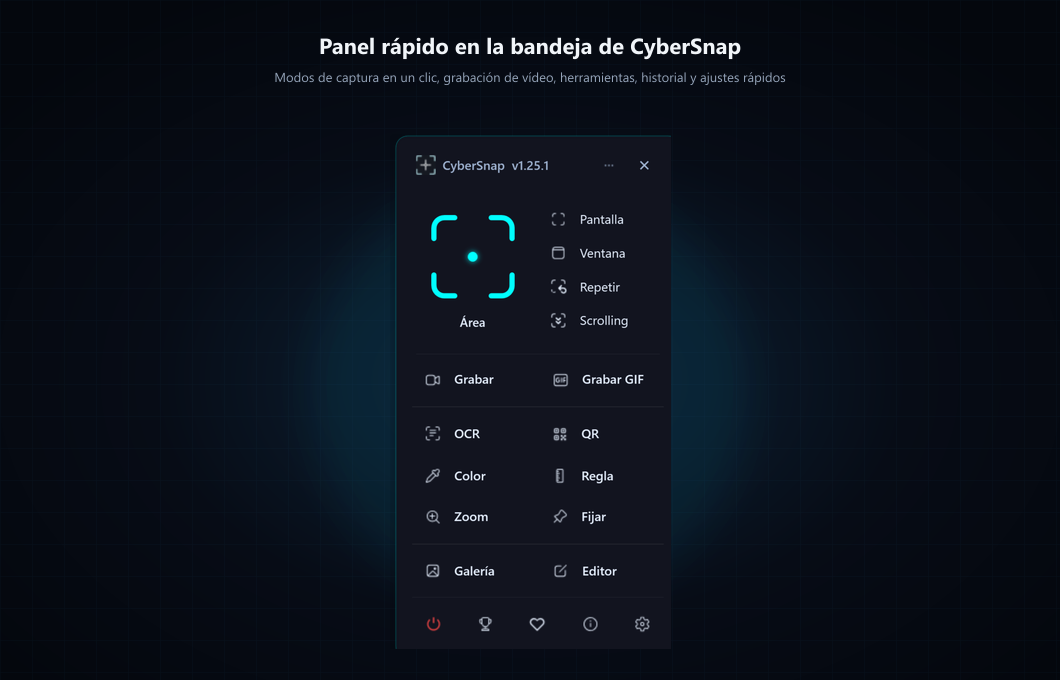 Panel rápido en la bandeja de CyberSnap
Modos de captura en un clic, grabación de vídeo, herramientas, historial y ajustes rápidos
CyberSnap v1.25.1
Área
Pantalla
Ventana
Repetir
Scrolling
Grabar
Grabar GIF
OCR
QR
Color
Regla
Zoom
Fijar
Galería
Editor